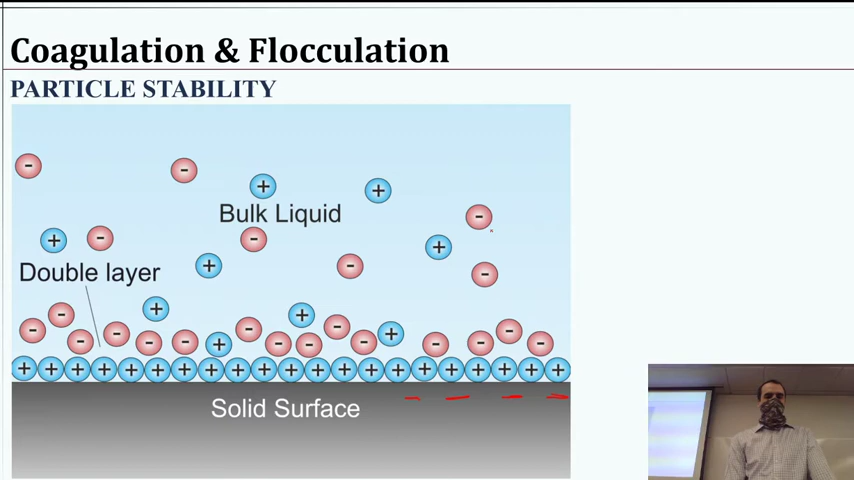 Coagulation & Flocculation
PARTICLE STABILITY
Bulk Liquid
Double layer
Solid Surface